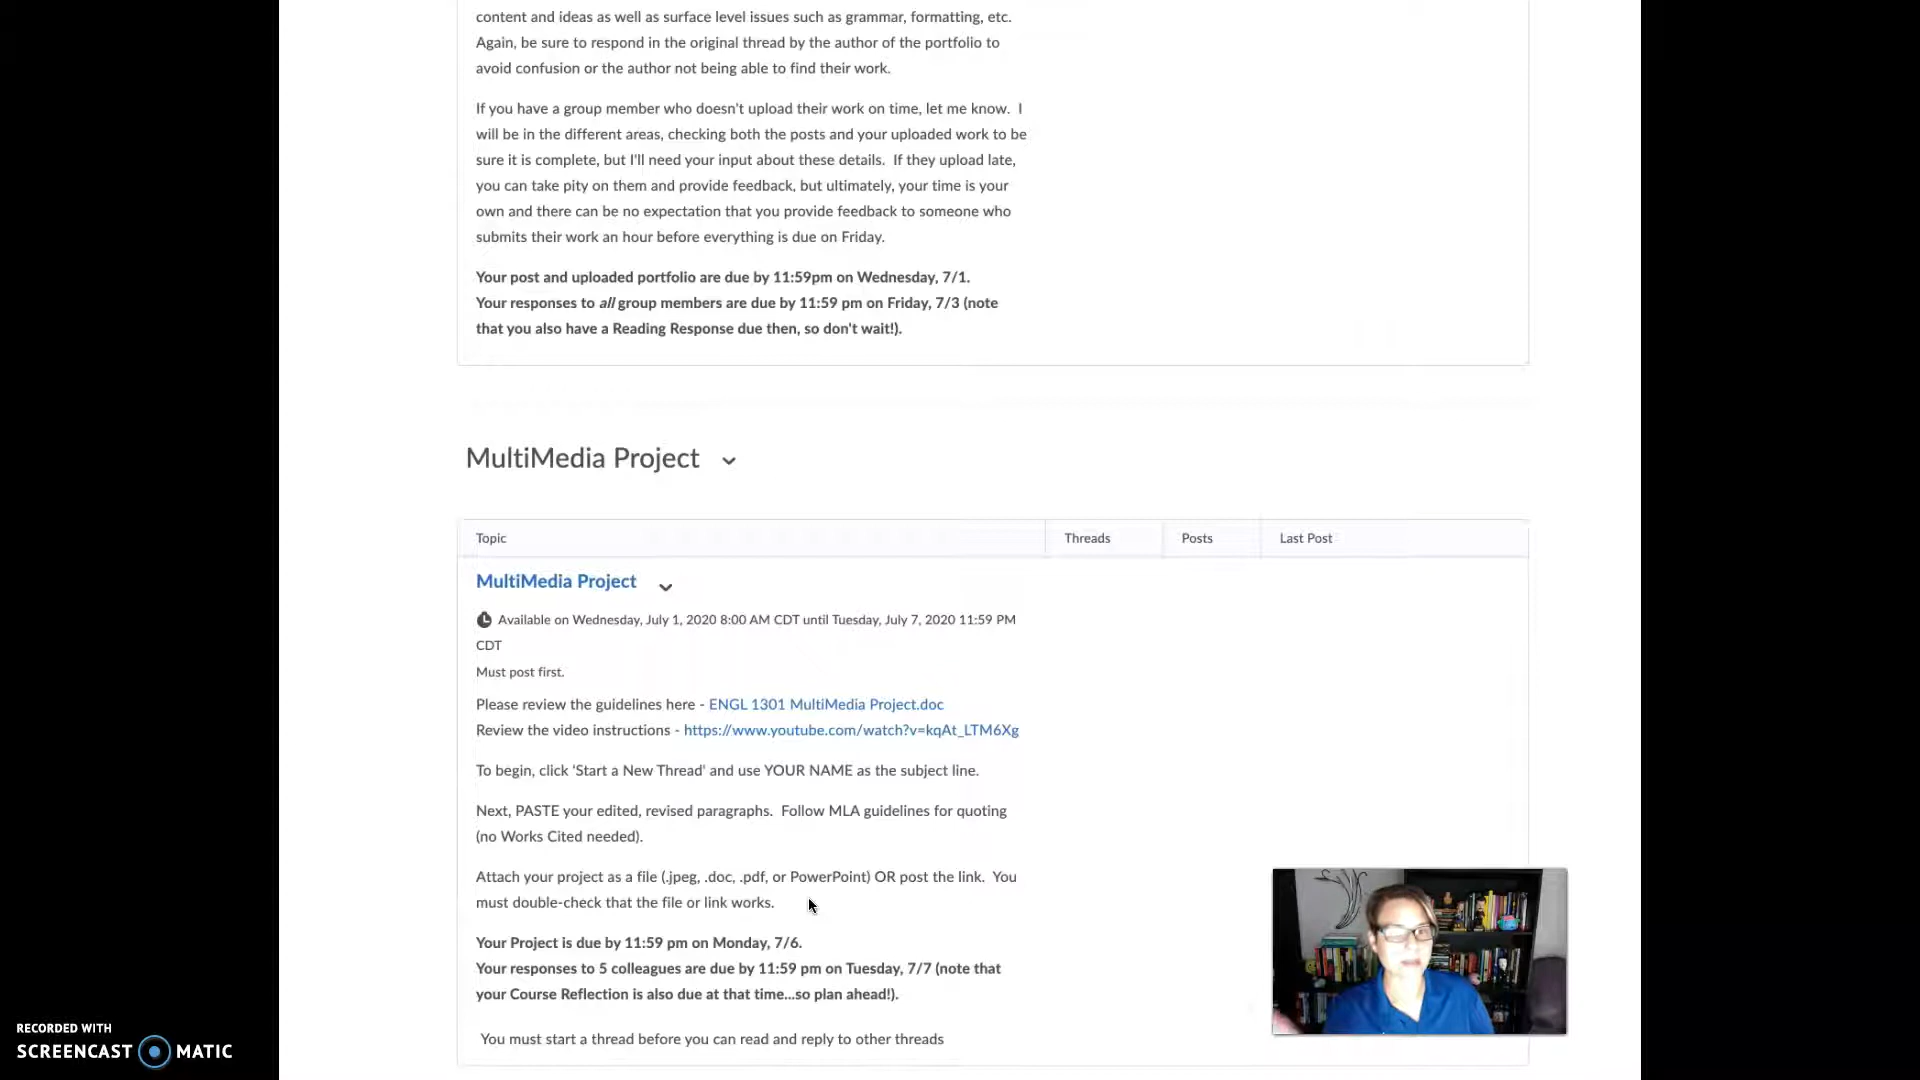 content and ideas as well as surface level issues such as grammar, formatting, etc.
Again, be sure to respond in the original thread by the author of the portfolio to
avoid confusion or the author not being able to find their work.
If you have a group member who doesn't upload their work on time, let me know. I
will be in the different areas, checking both the posts and your uploaded work to be
sure it is complete, but I'll need your input about these details. If they upload late,
you can take pity on them and provide feedback, but ultimately, your time is your
own and there can be no expectation that you provide feedback to someone who
submits their work an hour before everything is due on Friday.
Your post and uploaded portfolio are due by 11:59pm on Wednesday, 7/1.
Your responses to all group members are due by 11:59 pm on Friday, 7/3 (note
that you also have a Reading Response due then, so don't wait!).
MultiMedia Project
Topic Threads Posts Last Post
MultiMedia Project
Available on Wednesday, July 1, 2020 8:00 AM CDT until Tuesday, July 7, 2020 11:59 PM
CDT
Must post first.
Please review the guidelines here - ENGL 1301 MultiMedia Project.doc
Review the video instructions - https://www.youtube.com/watch?v=kqAt_LTM6Xg
To begin, click 'Start a New Thread' and use YOUR NAME as the subject line.
Next, PASTE your edited, revised paragraphs. Follow MLA guidelines for quoting
(no Works Cited needed).
Attach your project as a file (.jpeg, .doc, .pdf, or PowerPoint) OR post the link. You
must double-check that the file or link works.
Your Project is due by 11:59 pm on Monday, 7/6.
Your responses to 5 colleagues are due by 11:59 pm on Tuesday, 7/7 (note that
your Course Reflection is also due at that time...so plan ahead!).
You must start a thread before you can read and reply to other threads
RECORDED WITH
SCREENCAST MATIC